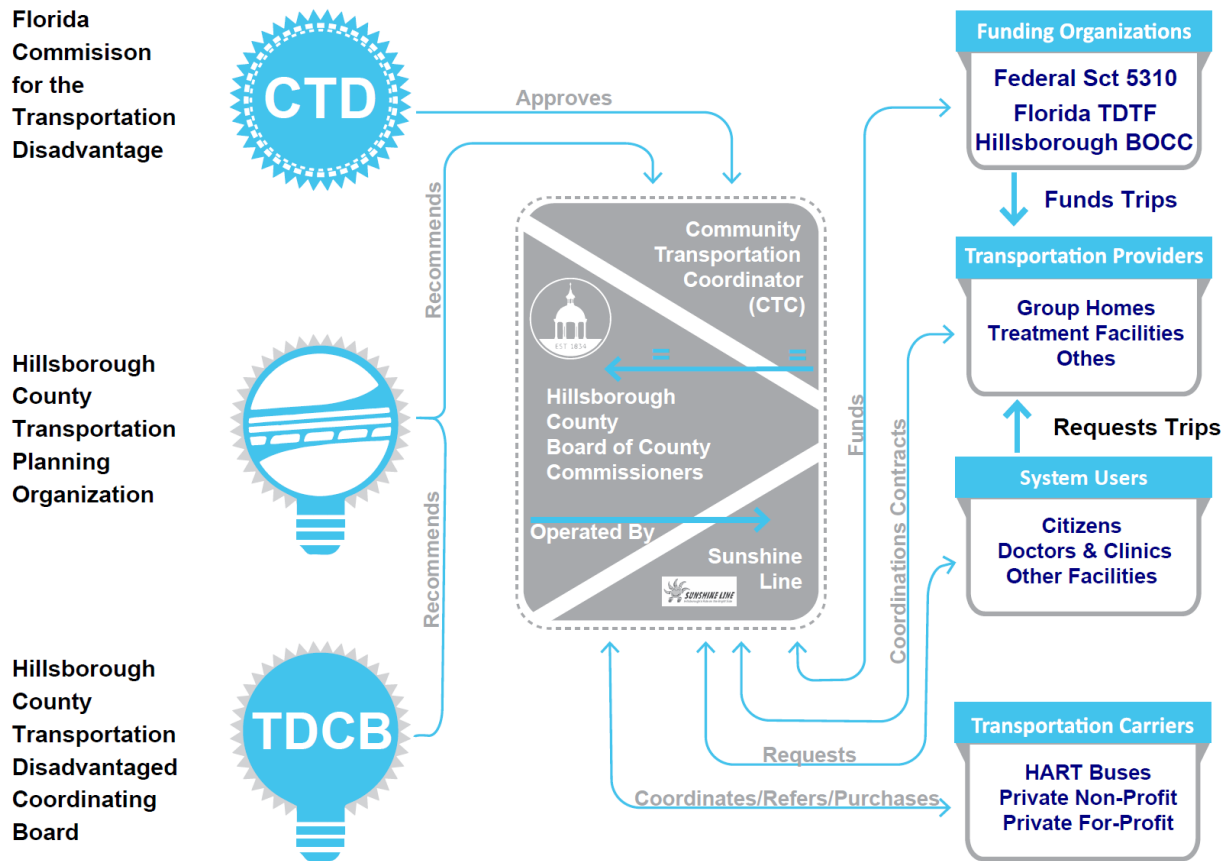 Florida
Commisison
for the
Transportation
Disadvantage
CTD
Approves
Recommends
Hillsborough
County
Transportation
Planning
Organization
Recommends
Hillsborough
County
Transportation
Disadvantaged
Coordinating
Board
TDCB
Community
Transportation
Coordinator
(CTC)
EST 1834
= =
Hillsborough
County
Board of County
Commissioners
Operated By
Sunshine
Line
SUNSHINE LINE
Funds
Coordinations Contracts
Requests
Coordinates/Refers/Purchases
Funding Organizations
Federal Sct 5310
Florida TDTF
Hillsborough BOCC
Funds Trips
Transportation Providers
Group Homes
Treatment Facilities
Othes
Requests Trips
System Users
Citizens
Doctors & Clinics
Other Facilities
Transportation Carriers
HART Buses
Private Non-Profit
Private For-Profit